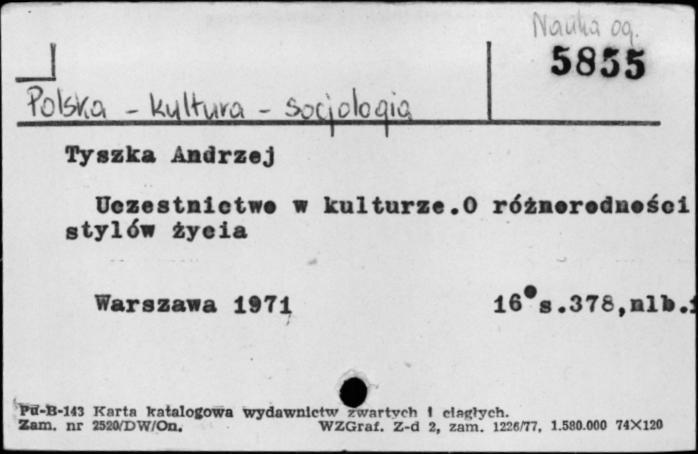 Nauka og.
5855
Polska - kultura - socjologia
Tyszka Andrzej
Uczestnictwo w kulturze.O różnorodności
stylów życia
Warszawa 1971 16° s.378,nlb.1
Pu-B-143 Karta katalogowa wydawnictw zwartych i ciągłych.
Zam. nr 2520/DW/On. WZGraf. Z-d 2, zam. 1226/77, 1.580.000 74X120